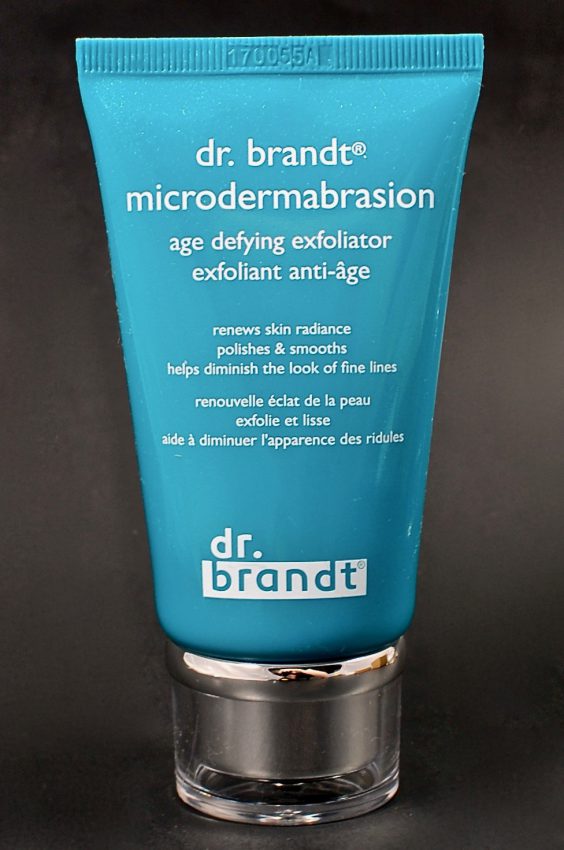 170055A
dr. brandt®
microdermabrasion
age defying exfoliator
exfoliant anti-âge
renews skin radiance
polishes & smooths
helps diminish the look of fine lines
renouvelle éclat de la peau
exfolie et lisse
aide à diminuer l'apparence des ridules
dr.
brandt®